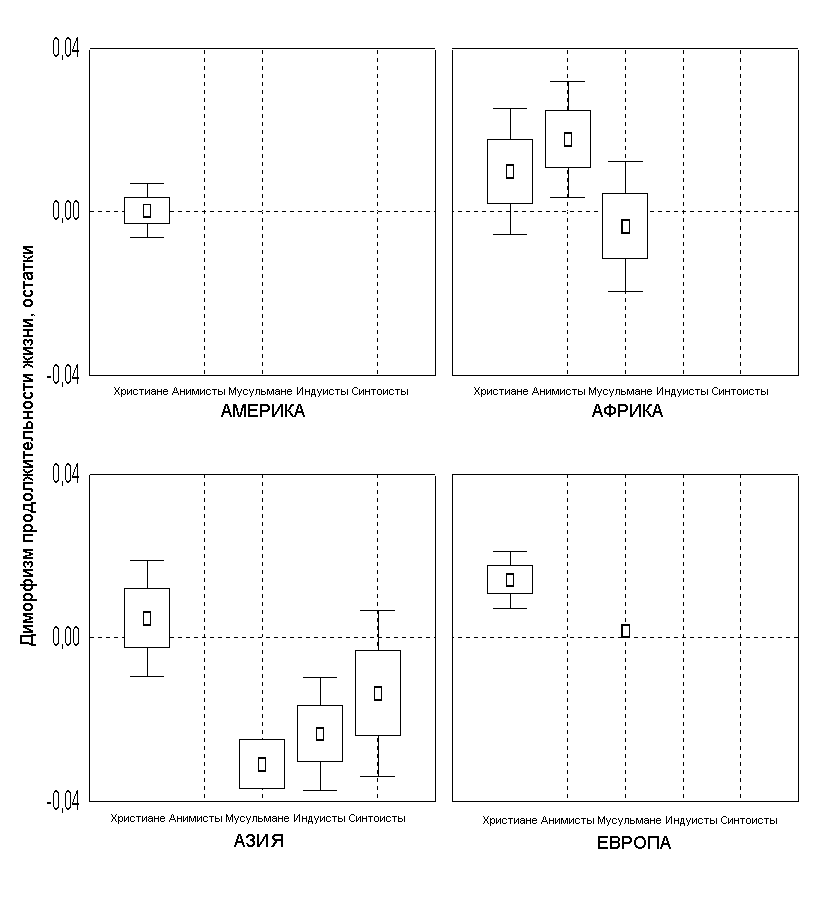 Диморфизм продолжительности жизни, остатки
0,04
0,00
-0,04
Христиане Анимисты Мусульмане Индуисты Синтоисты
АМЕРИКА
Христиане Анимисты Мусульмане Индуисты Синтоисты
АФРИКА
0,04
0,00
-0,04
Христиане Анимисты Мусульмане Индуисты Синтоисты
АЗИЯ
Христиане Анимисты Мусульмане Индуисты Синтоисты
ЕВРОПА